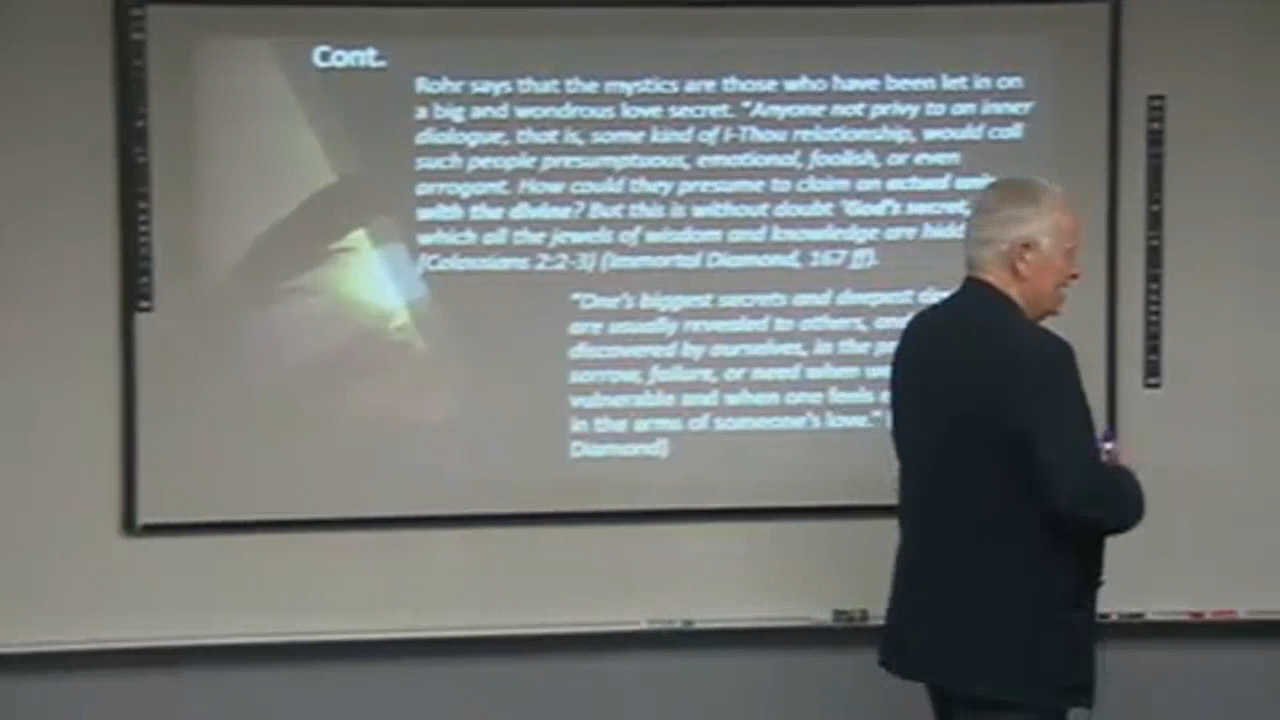 Cont.
Rohr says that the mystics are those who have been let in on
a big and wondrous love secret. "Anyone not privy to an inner
dialogue, that is, some kind of I-Thou relationship, would call
such people presumptuous, emotional, foolish, or even
arrogant. How could they presume to claim an actual
with the divine? But this is without doubt 'God's secret,
which all the jewels of wisdom and knowledge are
(Colossians 2:2-3) (Immortal Diamond, 167 ff).
"One's biggest secrets and deepest
are usually revealed to others, and
discovered by ourselves, in the
sorrow, failure, or need when
vulnerable and when one feels
in the arms of someone's love."
Diamond)